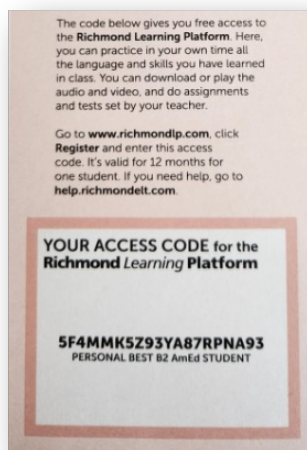 The code below gives you free access to
the Richmond Learning Platform. Here,
you can practice in your own time all
the language and skills you have learned
in class. You can download or play the
audio and video, and do assignments
and tests set by your teacher.
Go to www.richmondlp.com, click
Register and enter this access
code. It's valid for 12 months for
one student. If you need help, go to
help.richmondelt.com.
YOUR ACCESS CODE for the
Richmond Learning Platform
5F4MMK5Z93YA87RPNA93
PERSONAL BEST B2 AmEd STUDENT